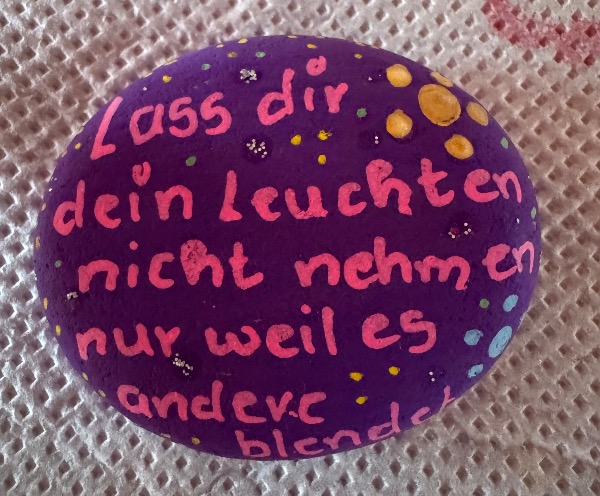 Lass dir
dein Leuchten
nicht nehmen
nur weil es
andere
blendet